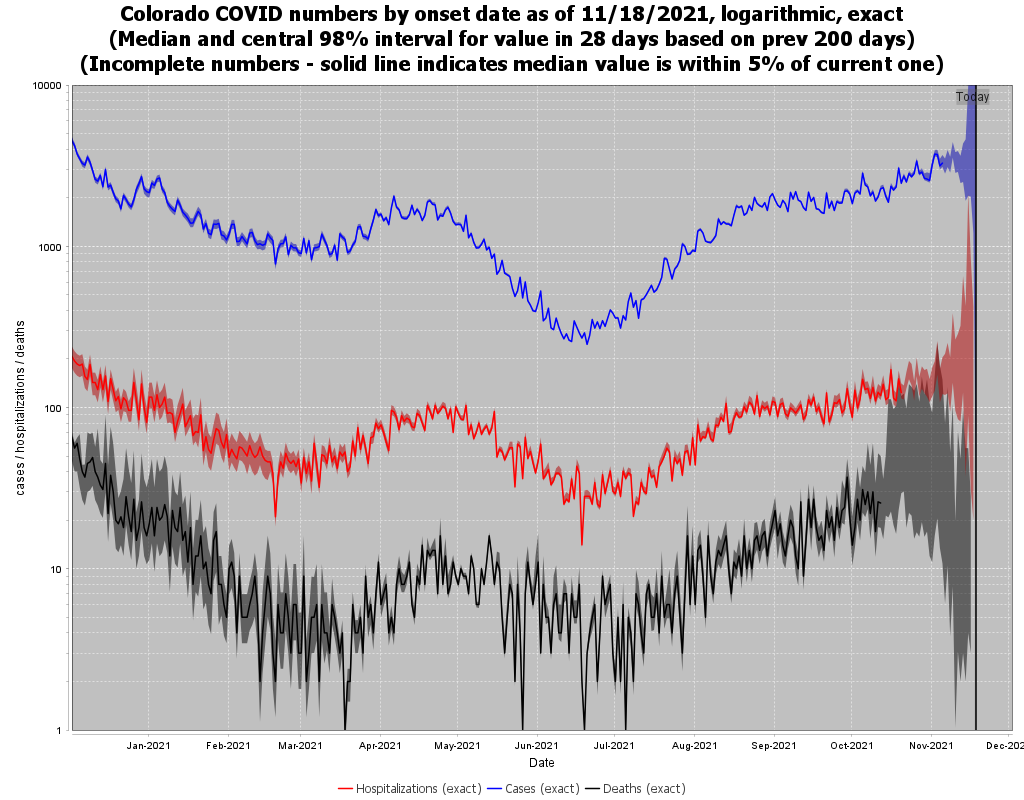 Colorado COVID numbers by onset date as of 11/18/2021, logarithmic, exact
(Median and central 98% interval for value in 28 days based on prev 200 days)
(Incomplete numbers - solid line indicates median value is within 5% of current one)
10000
Today
1000
cases / hospitalizations / deaths
100
10
1
Jan-2021 Feb-2021 Mar-2021 Apr-2021 May-2021 Jun-2021 Jul-2021 Aug-2021 Sep-2021 Oct-2021 Nov-2021 Dec-202
Date
Hospitalizations (exact) Cases (exact) Deaths (exact)